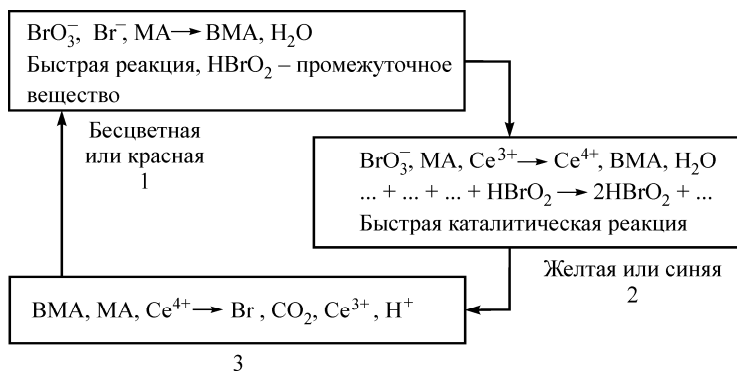 BrO₃⁻, Br⁻, MA → BMA, H₂O
Быстрая реакция, HBrO₂ – промежуточное
вещество
Бесцветная
или красная
1
BrO₃⁻, MA, Ce³⁺ → Ce⁴⁺, BMA, H₂O
... + ... + ... + HBrO₂ → 2HBrO₂ + ...
Быстрая каталитическая реакция
Желтая или синяя
2
BMA, MA, Ce⁴⁺ → Br , CO₂, Ce³⁺, H⁺
3